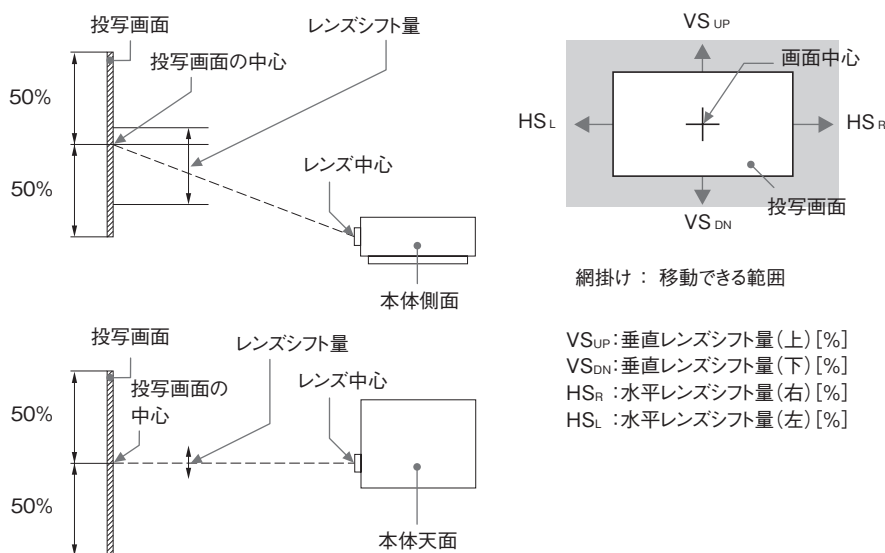 投写画面
レンズシフト量
投写画面の中心
50%
50%
レンズ中心
本体側面
VS UP
画面中心
HS L
HS R
投写画面
VS DN
網掛け : 移動できる範囲
投写画面
レンズシフト量
投写画面の
中心
レンズ中心
50%
50%
本体天面
VSUP:垂直レンズシフト量(上)[%]
VSDN:垂直レンズシフト量(下)[%]
HSR :水平レンズシフト量(右)[%]
HSL :水平レンズシフト量(左)[%]